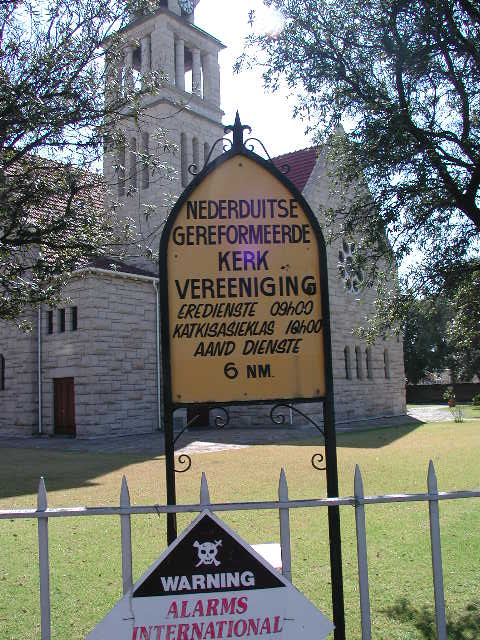 NEDERDUITSE
GEREFORMEERDE
KERK
VEREENIGING
EREDIENSTE 09H00
KATKISASIEKLAS 18H00
AAND DIENSTE
6 NM.
WARNING
ALARMS
INTERNATIONAL